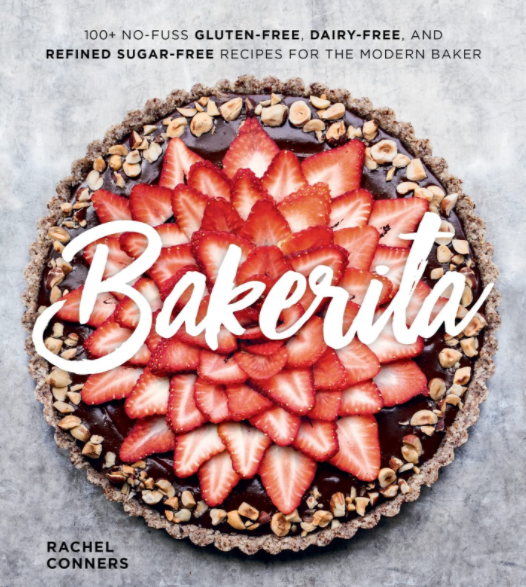 100+ NO-FUSS GLUTEN-FREE, DAIRY-FREE, AND
REFINED SUGAR-FREE RECIPES FOR THE MODERN BAKER
Bakerita
RACHEL
CONNERS